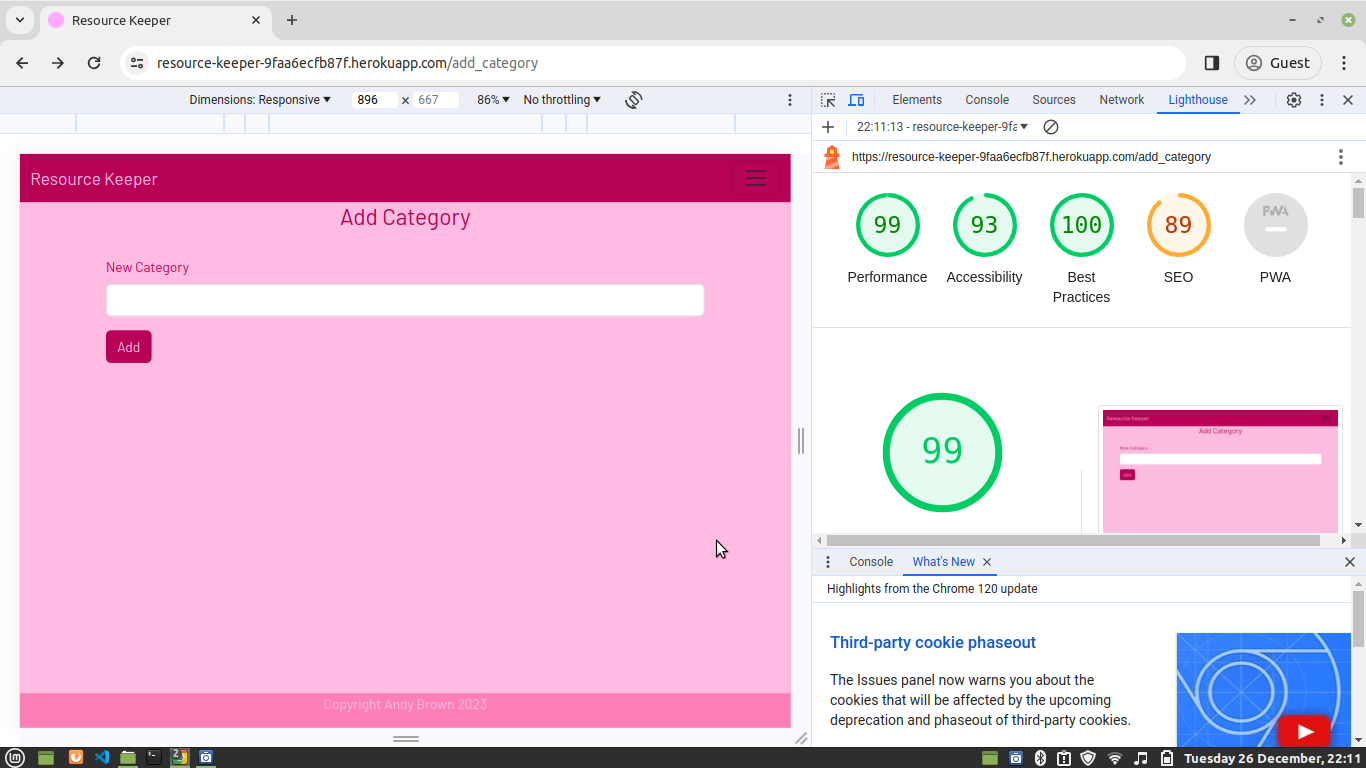 Resource Keeper
resource-keeper-9faa6ecfb87f.herokuapp.com/add_category
Guest
Dimensions: Responsive
896 x 667
86%
No throttling
Resource Keeper
Add Category
New Category
Add
Copyright Andy Brown 2023
Elements
Console
Sources
Network
Lighthouse
22:11:13 - resource-keeper-9fa
https://resource-keeper-9faa6ecfb87f.herokuapp.com/add_category
99
93
100
89
PWA
Performance
Accessibility
Best
Practices
SEO
PWA
99
Resource Keeper
Add Category
New Category
Console
What's New
Highlights from the Chrome 120 update
Third-party cookie phaseout
The Issues panel now warns you about the
cookies that will be affected by the upcoming
deprecation and phaseout of third-party cookies.
2
Tuesday 26 December, 22:11